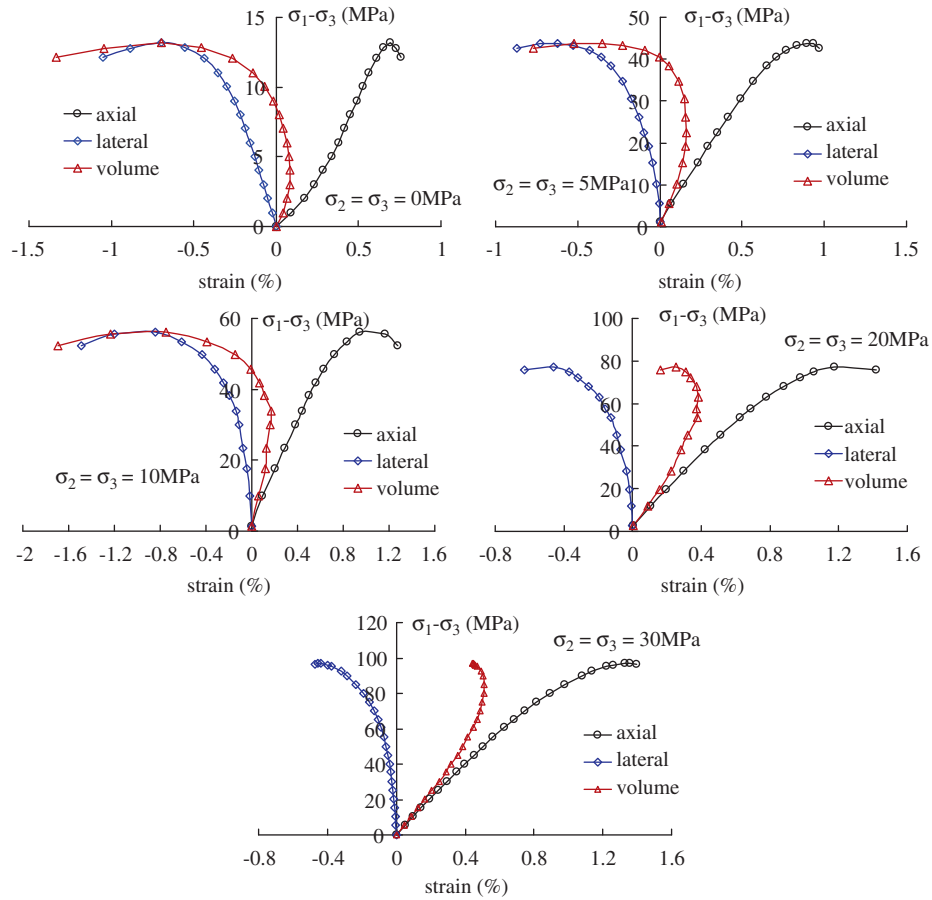 σ1-σ3 (MPa)
15
10
5
0
axial
lateral
volume
σ2 = σ3 = 0MPa
-1.5 -1 -0.5 0 0.5 1
strain (%)
σ1-σ3 (MPa)
50
40
30
20
10
0
axial
lateral
volume
σ2 = σ3 = 5MPa
-1 -0.5 0 0.5 1 1.5
strain (%)
σ1-σ3 (MPa)
60
40
20
0
axial
lateral
volume
σ2 = σ3 = 10MPa
-2 -1.6 -1.2 -0.8 -0.4 0 0.4 0.8 1.2 1.6
strain (%)
σ1-σ3 (MPa)
100
80
60
40
20
0
σ2 = σ3 = 20MPa
axial
lateral
volume
-0.8 -0.4 0 0.4 0.8 1.2 1.6
strain (%)
σ1-σ3 (MPa)
120
100
80
60
40
20
0
σ2 = σ3 = 30MPa
axial
lateral
volume
-0.8 -0.4 0 0.4 0.8 1.2 1.6
strain (%)